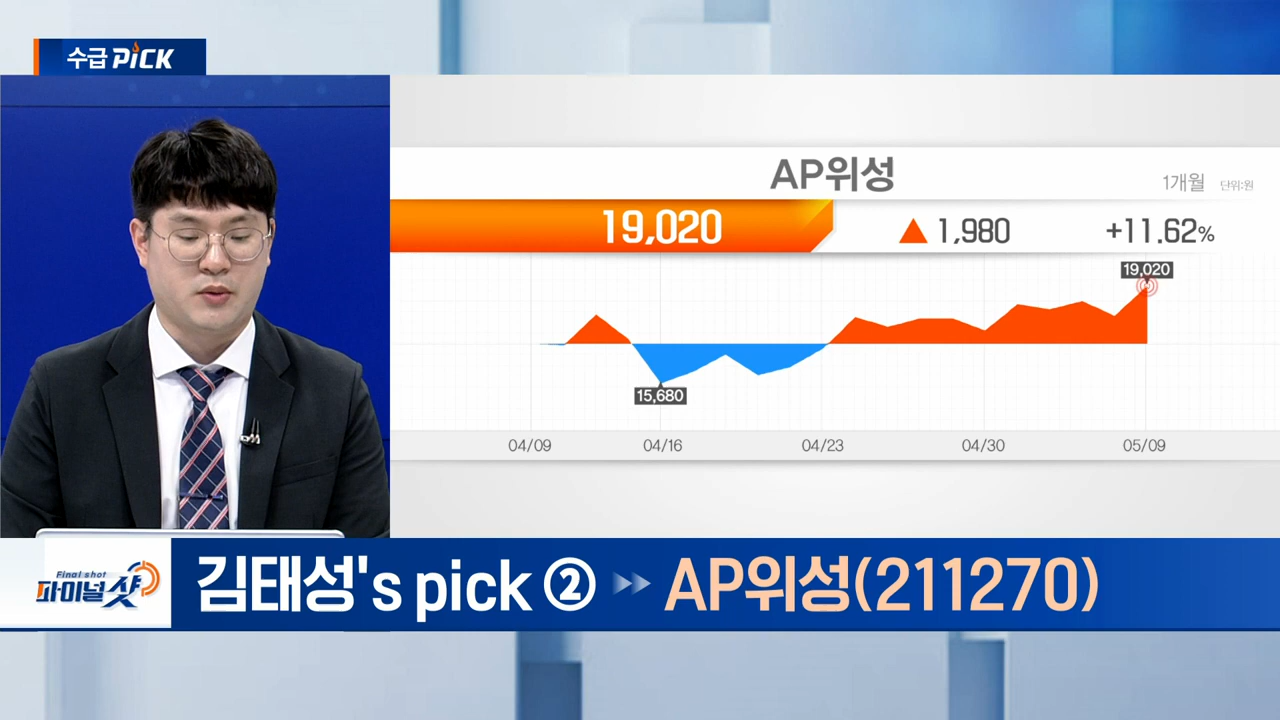 수급 PICK
AP위성
1개월 단위:원
19,020 ▲ 1,980 +11.62%
19,020
15,680
04/09 04/16 04/23 04/30 05/09
Final shot
파이널샷
김태성's pick ② ▸▸ AP위성(211270)